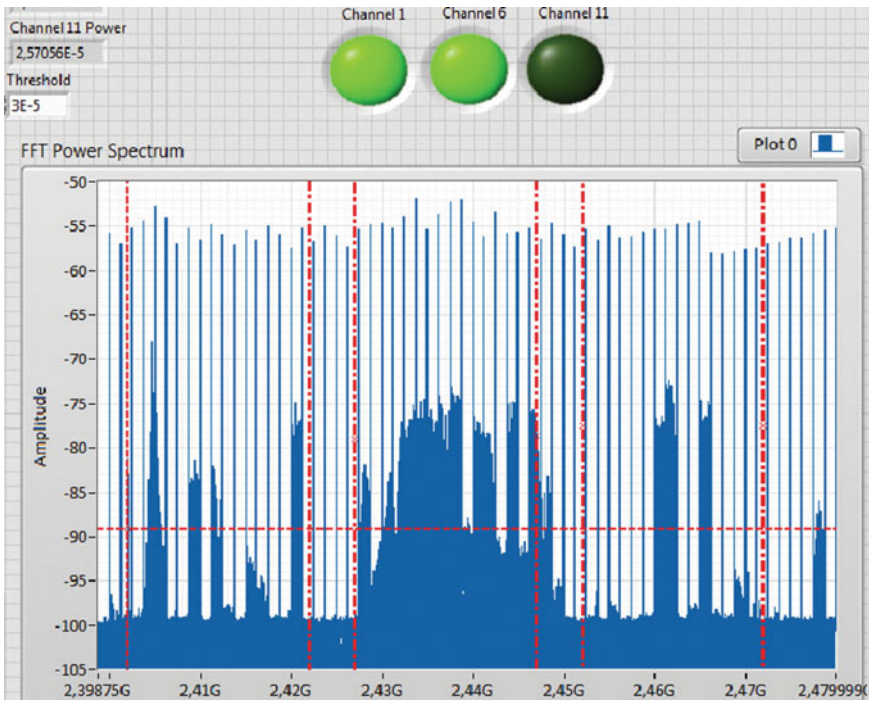 Channel 11 Power
2,57056E-5
Threshold
3E-5
Channel 1
Channel 6
Channel 11
FFT Power Spectrum
Plot 0
Amplitude
-50
-55
-60
-65
-70
-75
-80
-85
-90
-95
-100
-105
2,39875G
2,41G
2,42G
2,43G
2,44G
2,45G
2,46G
2,47G